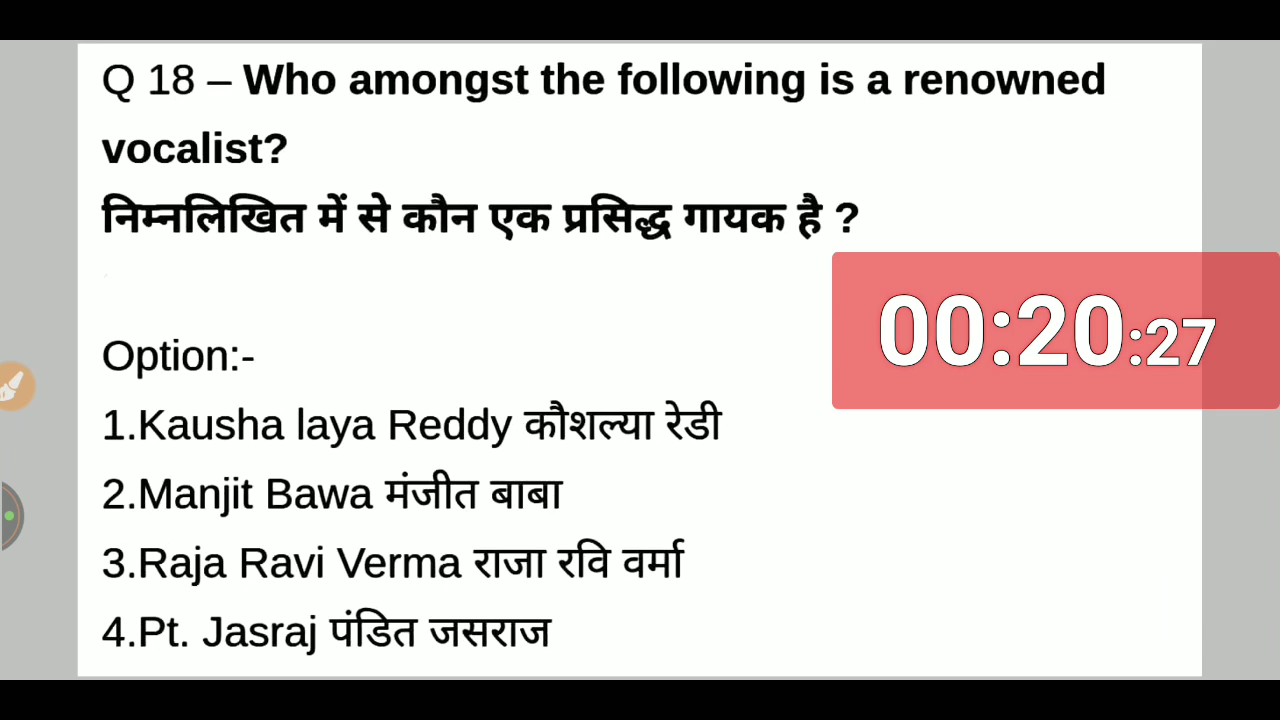 Q 18 – Who amongst the following is a renowned
vocalist?
निम्नलिखित में से कौन एक प्रसिद्ध गायक है ?
00:20:27
Option:-
1.Kausha laya Reddy कौशल्या रेडी
2.Manjit Bawa मंजीत बाबा
3.Raja Ravi Verma राजा रवि वर्मा
4.Pt. Jasraj पंडित जसराज